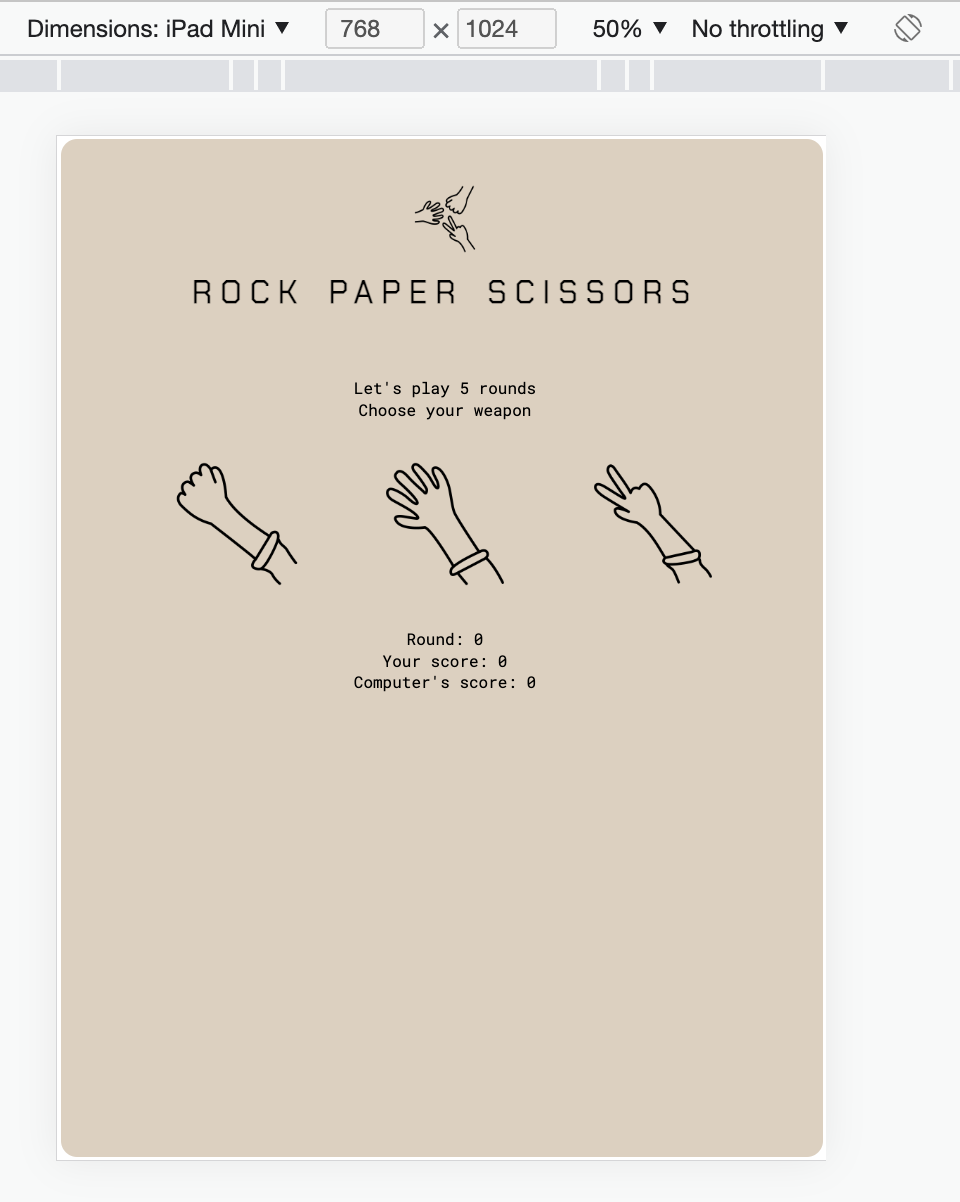 Dimensions: iPad Mini ▼ 768 × 1024 50% ▼ No throttling ▼
ROCK PAPER SCISSORS
Let's play 5 rounds
Choose your weapon
Round: 0
Your score: 0
Computer's score: 0